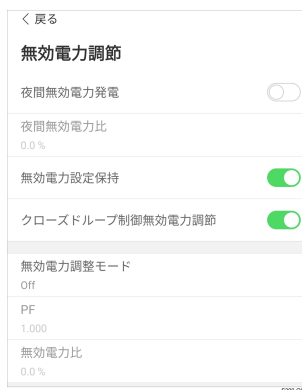 く 戻る
無効電力調節
夜間無効電力発電
夜間無効電力比
0.0 %
無効電力設定保持
クローズドループ制御無効電力調節
無効電力調整モード
Off
PF
1.000
無効電力比
0.0 %